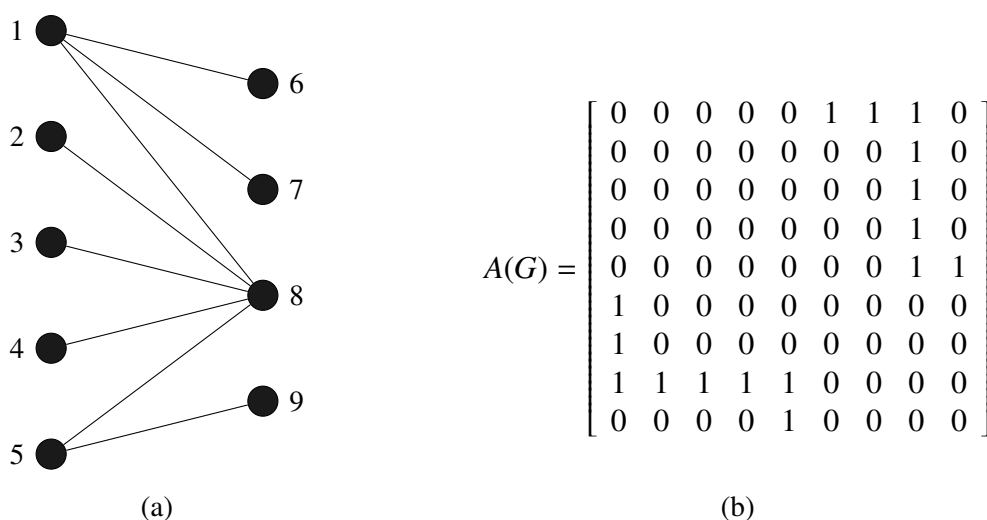 1
6
2
7
3
8
4
9
5
(a)
A(G) =
0 0 0 0 0 1 1 1 0
0 0 0 0 0 0 0 1 0
0 0 0 0 0 0 0 1 0
0 0 0 0 0 0 0 1 0
0 0 0 0 0 0 0 1 1
1 0 0 0 0 0 0 0 0
1 0 0 0 0 0 0 0 0
1 1 1 1 1 0 0 0 0
0 0 0 0 1 0 0 0 0
(b)